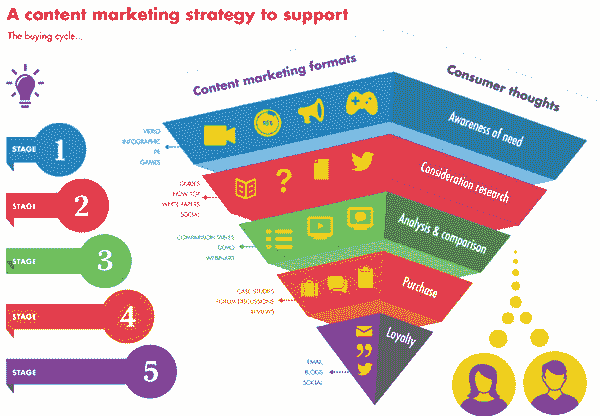 A content marketing strategy to support
The buying cycle...
Content marketing formats
Consumer thoughts
STAGE 1
VIDEO
INFOGRAPHIC
PR
GAMES
Awareness of need
STAGE 2
GUIDES
HOW TO?
WHITE PAPERS
SOCIAL
Consideration research
STAGE 3
COMPARISON TABLES
DEMO
WEBINARS
Analysis & comparison
STAGE 4
CASE STUDIES
FORUM DISCUSSIONS
REVIEWS
Purchase
STAGE 5
EMAIL
BLOGS
SOCIAL
Loyalty